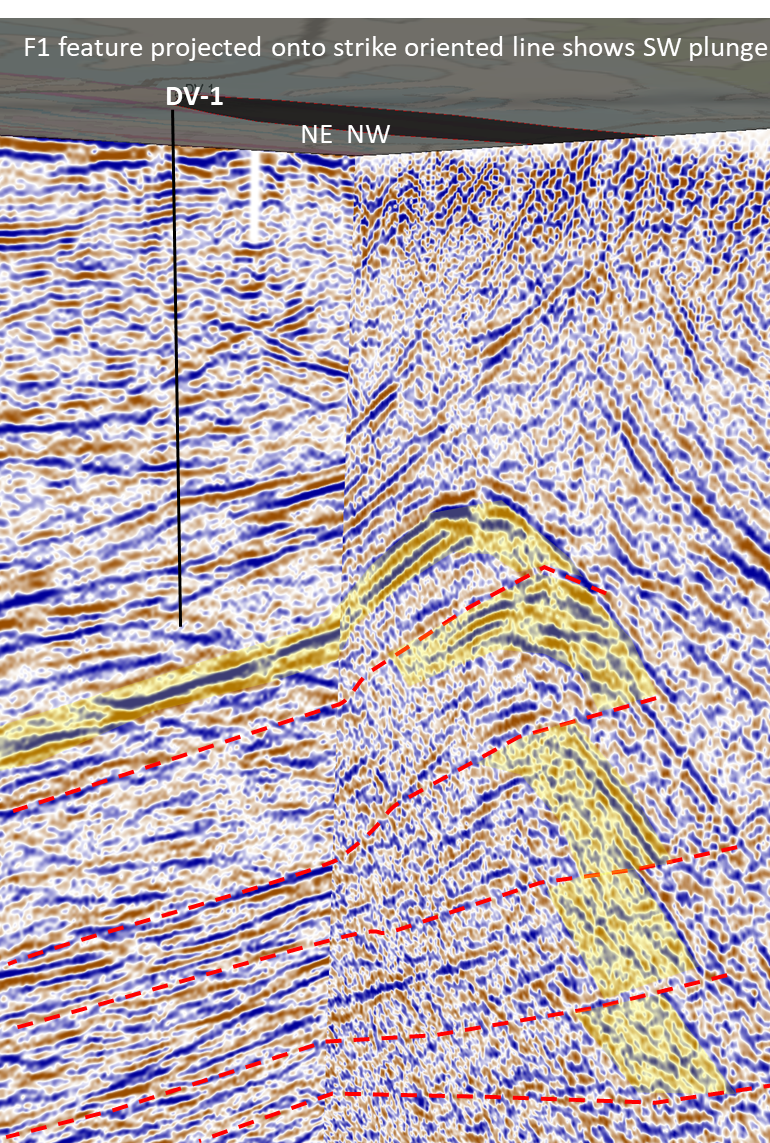 F1 feature projected onto strike oriented line shows SW plunge
DV-1
NE NW